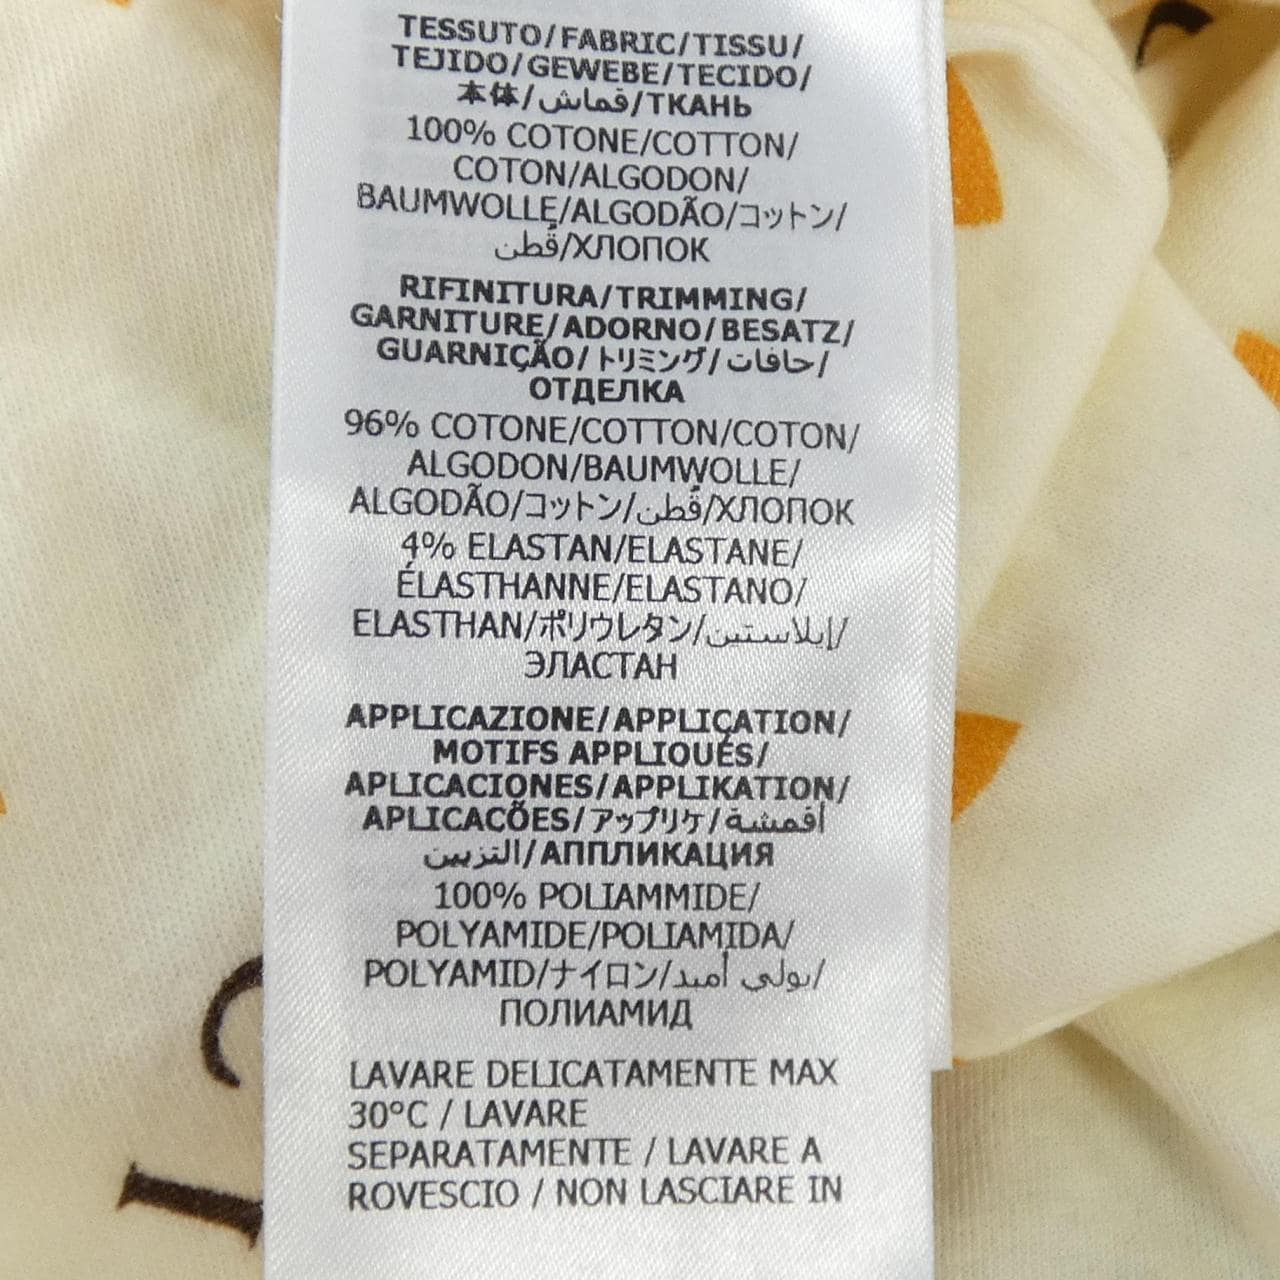 TESSUTO/FABRIC/TISSU/
TEJIDO/GEWEBE/TECIDO/
本体/قماش/ТКАНЬ
100% COTONE/COTTON/
COTON/ALGODON/
BAUMWOLLE/ALGODÃO/コットン/
قطن/ХЛОПОК
RIFINITURA/TRIMMING/
GARNITURE/ADORNO/BESATZ/
GUARNIÇÃO/トリミング/حافات/
ОТДЕЛКА
96% COTONE/COTTON/COTON/
ALGODON/BAUMWOLLE/
ALGODÃO/コットン/قطن/ХЛОПОК
4% ELASTAN/ELASTANE/
ÉLASTHANNE/ELASTANO/
ELASTHAN/ポリウレタン/إيلاستين/
ЭЛАСТАН
APPLICAZIONE/APPLICATION/
MOTIFS APPLIQUÉS/
APLICACIONES/APPLIKATION/
APLICAÇÕES/アップリケ/أقمشة
التزيين/АППЛИКАЦИЯ
100% POLIAMMIDE/
POLYAMIDE/POLIAMIDA/
POLYAMID/ナイロン/بولي أميد/
ПОЛИАМИД
LAVARE DELICATAMENTE MAX
30°C / LAVARE
SEPARATAMENTE / LAVARE A
ROVESCIO / NON LASCIARE IN